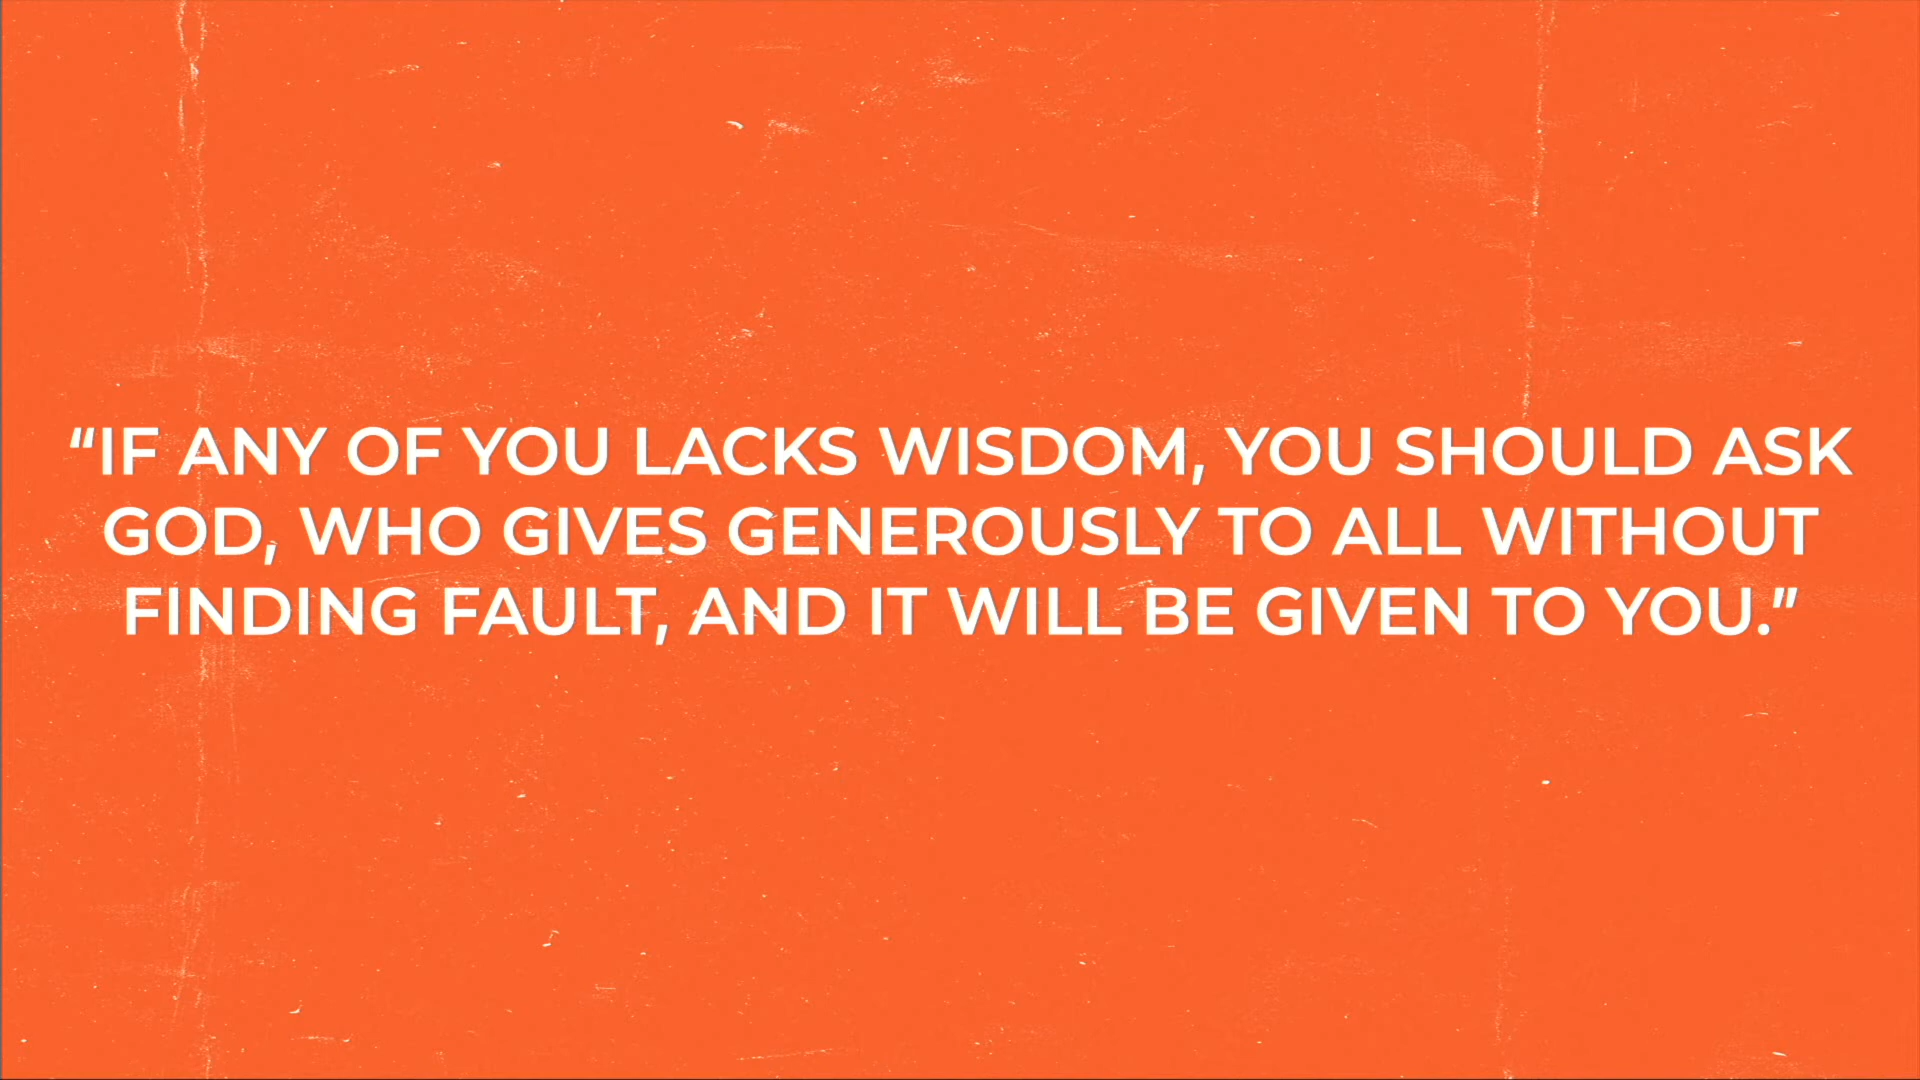 “IF ANY OF YOU LACKS WISDOM, YOU SHOULD ASK
GOD, WHO GIVES GENEROUSLY TO ALL WITHOUT
FINDING FAULT, AND IT WILL BE GIVEN TO YOU.”